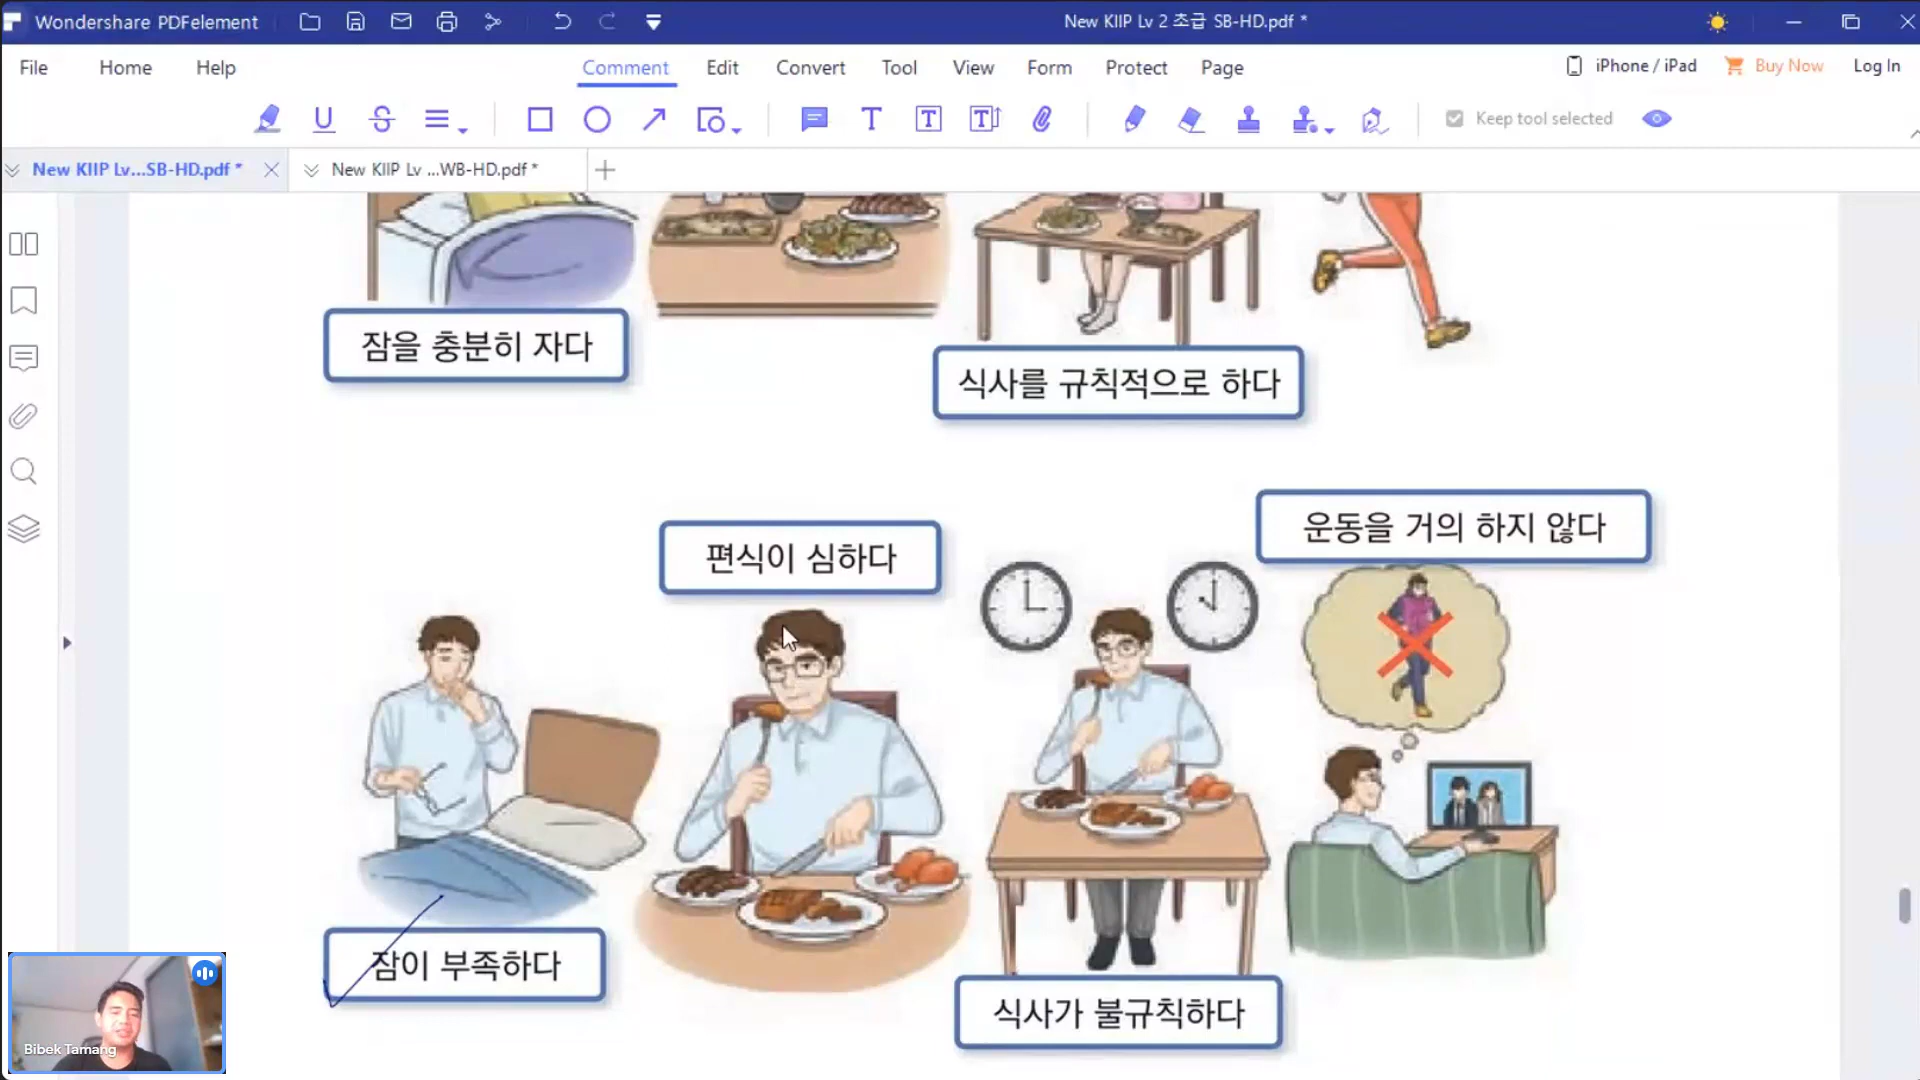 Wondershare PDFelement
New KIIP Lv 2 초급 SB-HD.pdf *
File
Home
Help
Comment
Edit
Convert
Tool
View
Form
Protect
Page
iPhone / iPad
Buy Now
Log In
Keep tool selected
New KIIP Lv...SB-HD.pdf *
New KIIP Lv ...WB-HD.pdf *
잠을 충분히 자다
식사를 규칙적으로 하다
운동을 거의 하지 않다
편식이 심하다
잠이 부족하다
식사가 불규칙하다
Bibek Tamang